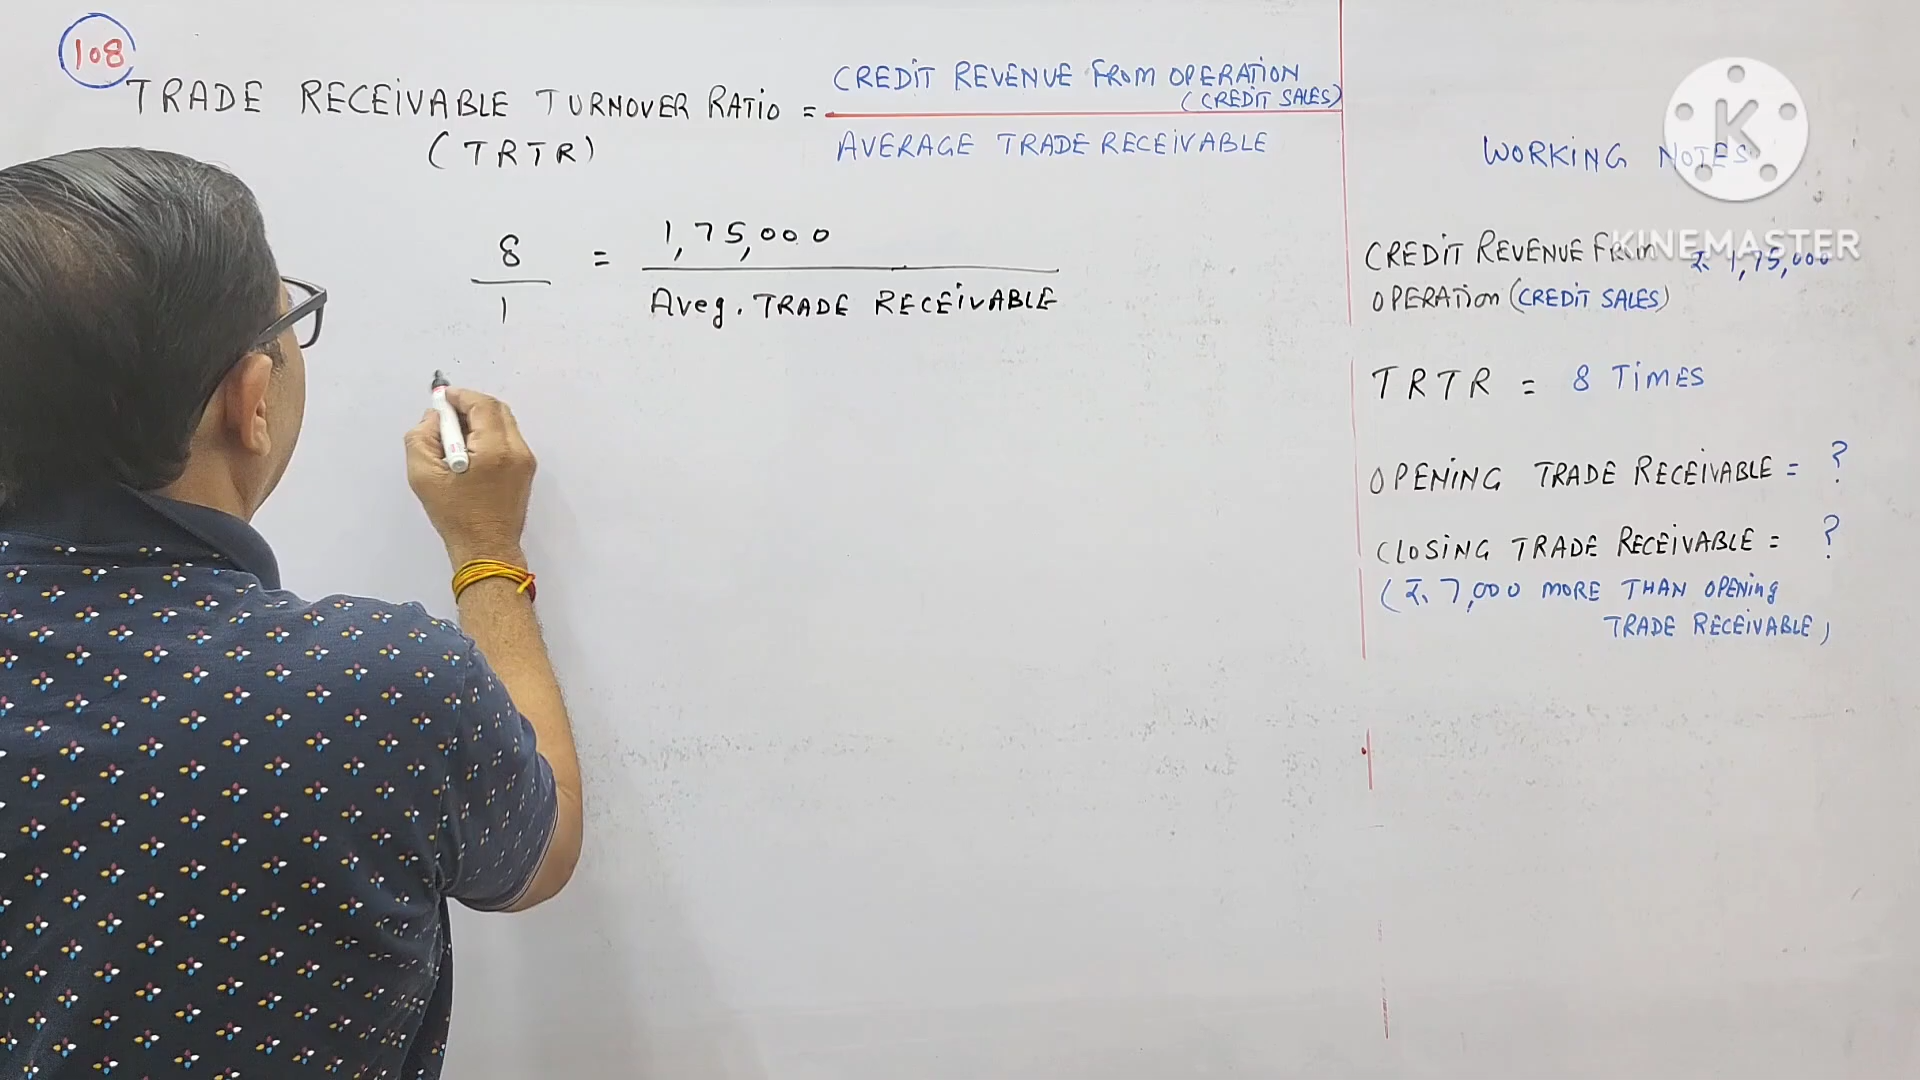 108
TRADE RECEIVABLE TURNOVER RATIO = CREDIT REVENUE FROM OPERATION
(CREDIT SALES)
AVERAGE TRADE RECEIVABLE
(TRTR)
8 = 1,75,000
1 Aveg. TRADE RECEIVABLE
K
KINEMASTER
WORKING NOTES
CREDIT REVENUE FROM ₹. 1,75,000
OPERATION (CREDIT SALES)
TRTR = 8 TIMES
OPENING TRADE RECEIVABLE = ?
CLOSING TRADE RECEIVABLE = ?
(₹. 7,000 MORE THAN OPENING
TRADE RECEIVABLE)